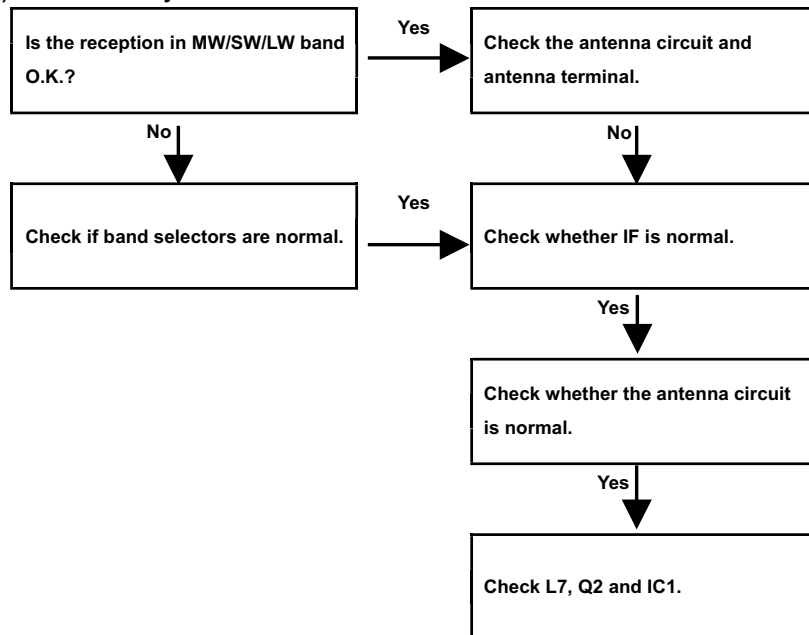 Is the reception in MW/SW/LW band
O.K.?
Yes
Check the antenna circuit and
antenna terminal.
No
No
Check if band selectors are normal.
Yes
Check whether IF is normal.
Yes
Check whether the antenna circuit
is normal.
Yes
Check L7, Q2 and IC1.